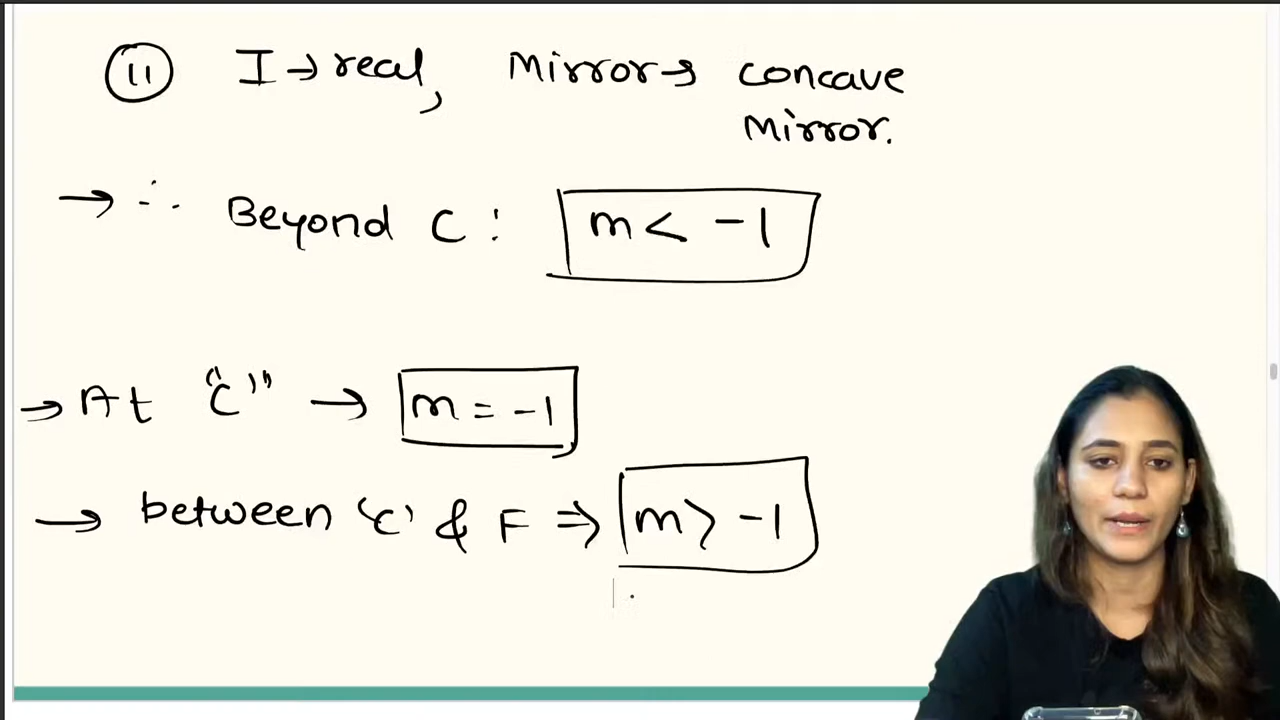 (11) I → real, Mirror → concave
Mirror.
→ ∴ Beyond C : m < -1
→ At "C" → m = -1
→ between 'C' & F ⇒ m > -1